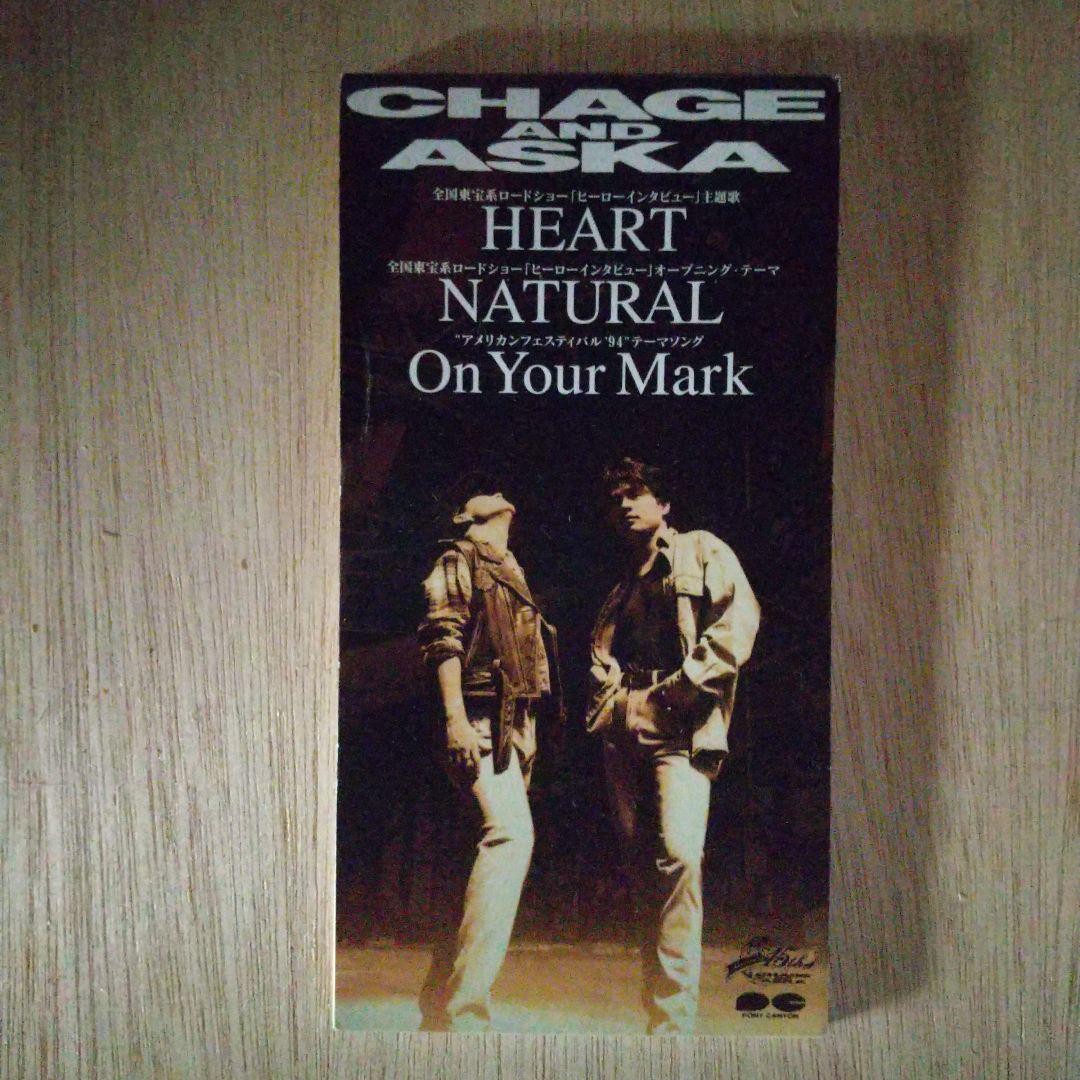 CHAGE
AND
ASKA
全国東宝系ロードショー「ヒーローインタビュー」主題歌
HEART
全国東宝系ロードショー「ヒーローインタビュー」オープニング・テーマ
NATURAL
"アメリカンフェスティバル '94" テーマソング
On Your Mark
15th
PONY CANYON